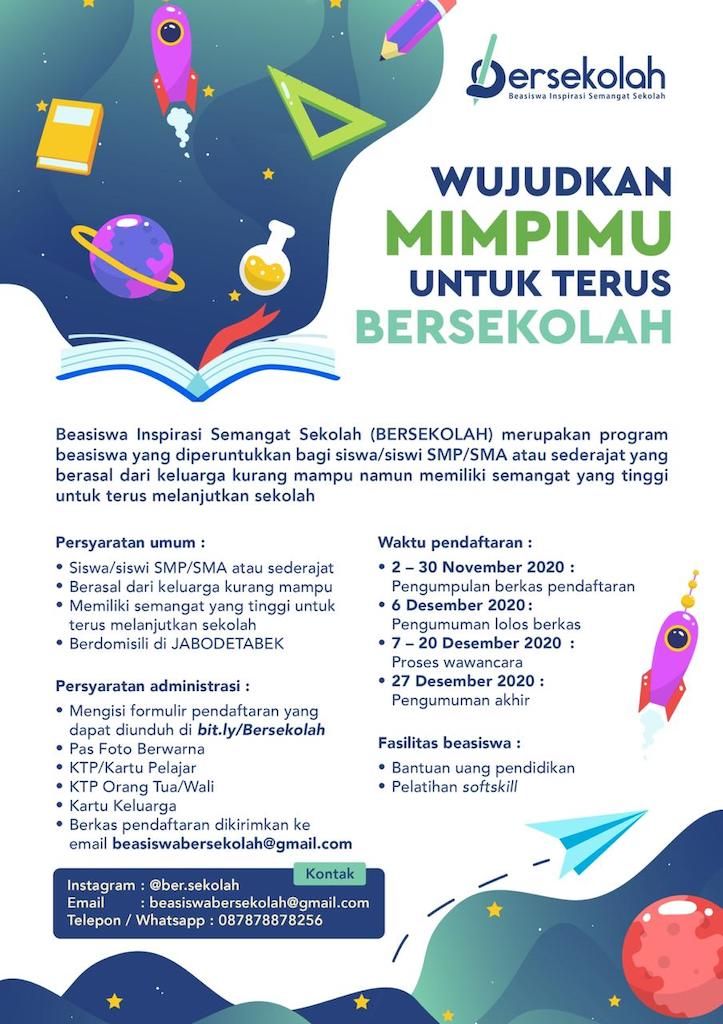 Bersekolah
Beasiswa Inspirasi Semangat Sekolah
WUJUDKAN
MIMPIMU
UNTUK TERUS
BERSEKOLAH
Beasiswa Inspirasi Semangat Sekolah (BERSEKOLAH) merupakan program
beasiswa yang diperuntukkan bagi siswa/siswi SMP/SMA atau sederajat yang
berasal dari keluarga kurang mampu namun memiliki semangat yang tinggi
untuk terus melanjutkan sekolah
Persyaratan umum :
• Siswa/siswi SMP/SMA atau sederajat
• Berasal dari keluarga kurang mampu
• Memiliki semangat yang tinggi untuk
terus melanjutkan sekolah
• Berdomisili di JABODETABEK
Persyaratan administrasi :
• Mengisi formulir pendaftaran yang
dapat diunduh di bit.ly/Bersekolah
• Pas Foto Berwarna
• KTP/Kartu Pelajar
• KTP Orang Tua/Wali
• Kartu Keluarga
• Berkas pendaftaran dikirimkan ke
email beasiswabersekolah@gmail.com
Waktu pendaftaran :
• 2 – 30 November 2020 :
Pengumpulan berkas pendaftaran
• 6 Desember 2020 :
Pengumuman lolos berkas
• 7 – 20 Desember 2020 :
Proses wawancara
• 27 Desember 2020 :
Pengumuman akhir
Fasilitas beasiswa :
• Bantuan uang pendidikan
• Pelatihan softskill
Kontak
Instagram : @ber.sekolah
Email : beasiswabersekolah@gmail.com
Telepon / Whatsapp : 087878878256